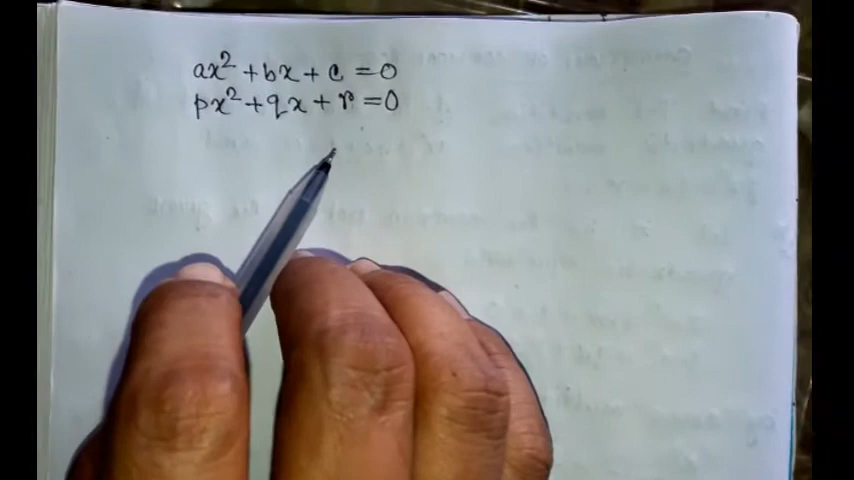 ax² + bx + c = 0
px² + qx + r = 0